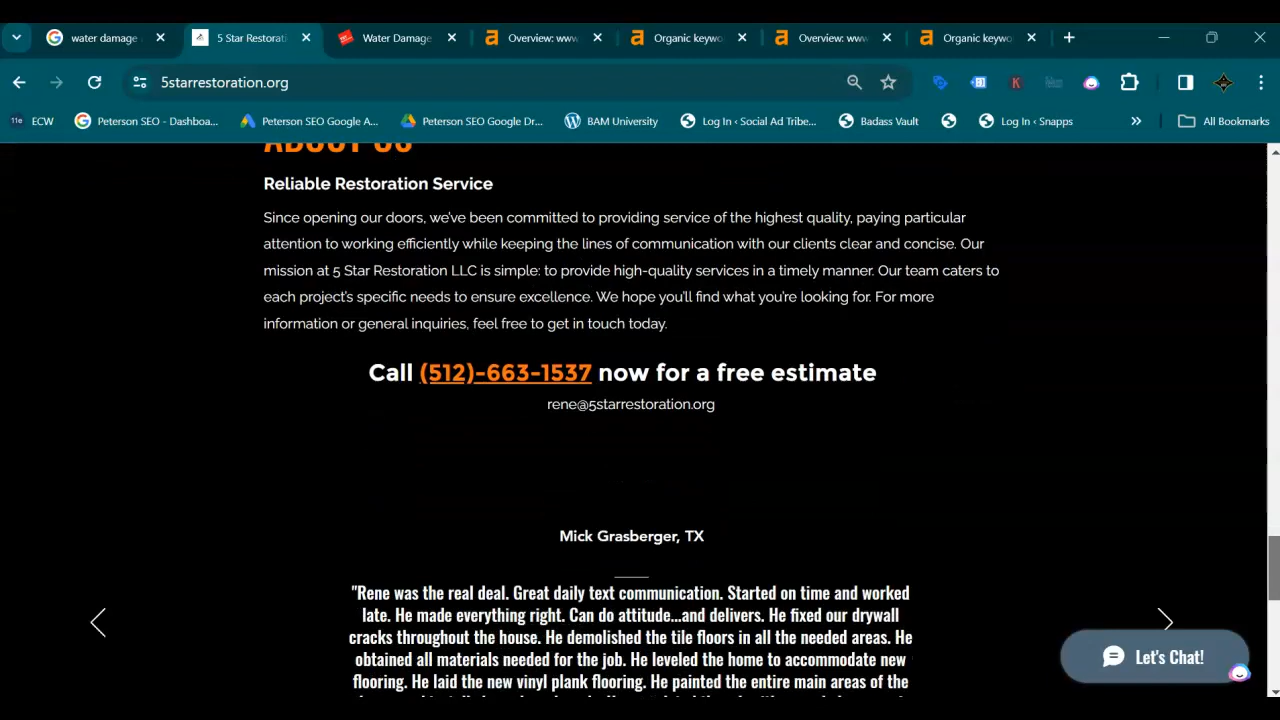 water damage
5 Star Restorati
Water Damage
Overview: www
Organic keywo
Overview: www
Organic keywo
5starrestoration.org
11e ECW
Peterson SEO - Dashboa...
Peterson SEO Google A...
Peterson SEO Google Dr...
BAM University
Log In ‹ Social Ad Tribe...
Badass Vault
Log In ‹ Snapps
»
All Bookmarks
ABOUT US
Reliable Restoration Service
Since opening our doors, we've been committed to providing service of the highest quality, paying particular
attention to working efficiently while keeping the lines of communication with our clients clear and concise. Our
mission at 5 Star Restoration LLC is simple: to provide high-quality services in a timely manner. Our team caters to
each project's specific needs to ensure excellence. We hope you'll find what you're looking for. For more
information or general inquiries, feel free to get in touch today.
Call (512)-663-1537 now for a free estimate
rene@5starrestoration.org
Mick Grasberger, TX
"Rene was the real deal. Great daily text communication. Started on time and worked
late. He made everything right. Can do attitude...and delivers. He fixed our drywall
cracks throughout the house. He demolished the tile floors in all the needed areas. He
obtained all materials needed for the job. He leveled the home to accommodate new
flooring. He laid the new vinyl plank flooring. He painted the entire main areas of the
Let's Chat!